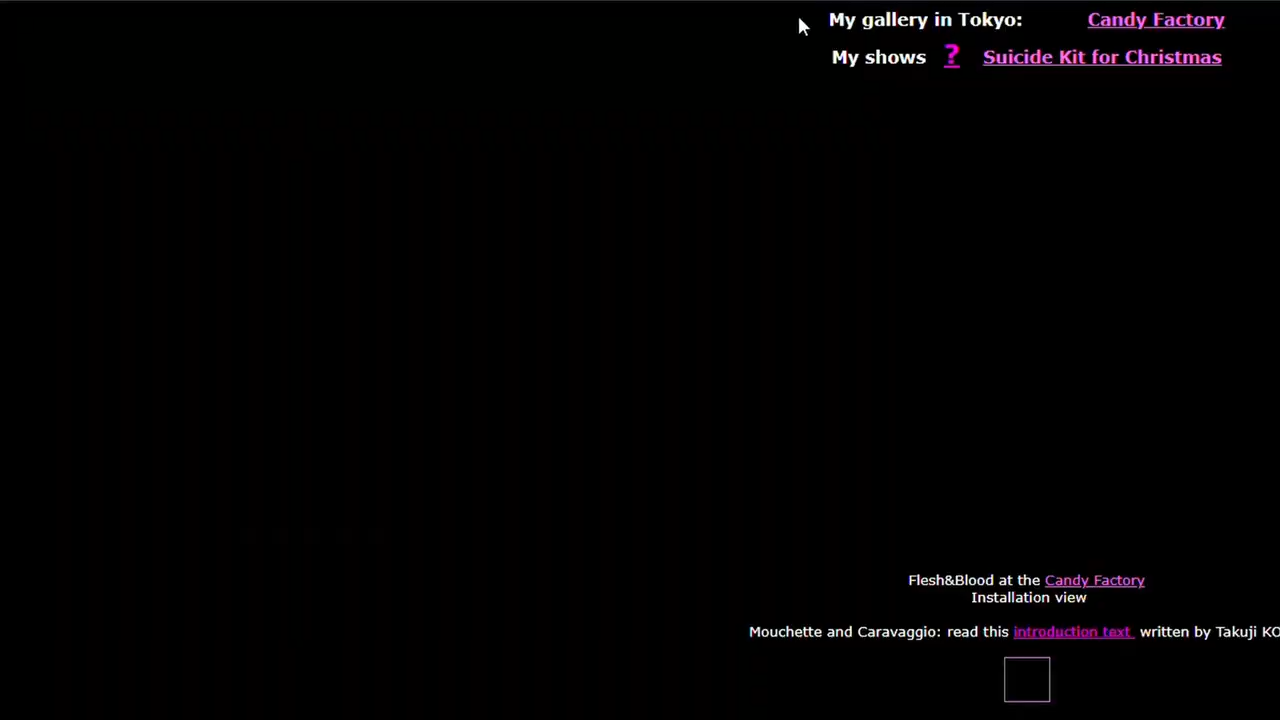 My gallery in Tokyo: Candy Factory
My shows ? Suicide Kit for Christmas
Flesh&Blood at the Candy Factory
Installation view
Mouchette and Caravaggio: read this introduction text written by Takuji